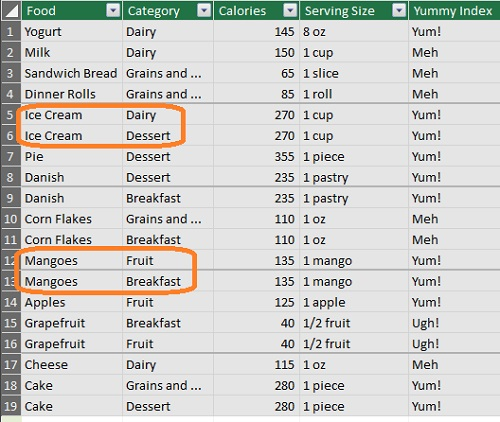 Food Category Calories Serving Size Yummy Index
1 Yogurt Dairy 145 8 oz Yum!
2 Milk Dairy 150 1 cup Meh
3 Sandwich Bread Grains and ... 65 1 slice Meh
4 Dinner Rolls Grains and ... 85 1 roll Meh
5 Ice Cream Dairy 270 1 cup Yum!
6 Ice Cream Dessert 270 1 cup Yum!
7 Pie Dessert 355 1 piece Yum!
8 Danish Dessert 235 1 pastry Yum!
9 Danish Breakfast 235 1 pastry Yum!
10 Corn Flakes Grains and ... 110 1 oz Meh
11 Corn Flakes Breakfast 110 1 oz Meh
12 Mangoes Fruit 135 1 mango Yum!
13 Mangoes Breakfast 135 1 mango Yum!
14 Apples Fruit 125 1 apple Yum!
15 Grapefruit Breakfast 40 1/2 fruit Ugh!
16 Grapefruit Fruit 40 1/2 fruit Ugh!
17 Cheese Dairy 115 1 oz Meh
18 Cake Grains and ... 280 1 piece Yum!
19 Cake Dessert 280 1 piece Yum!